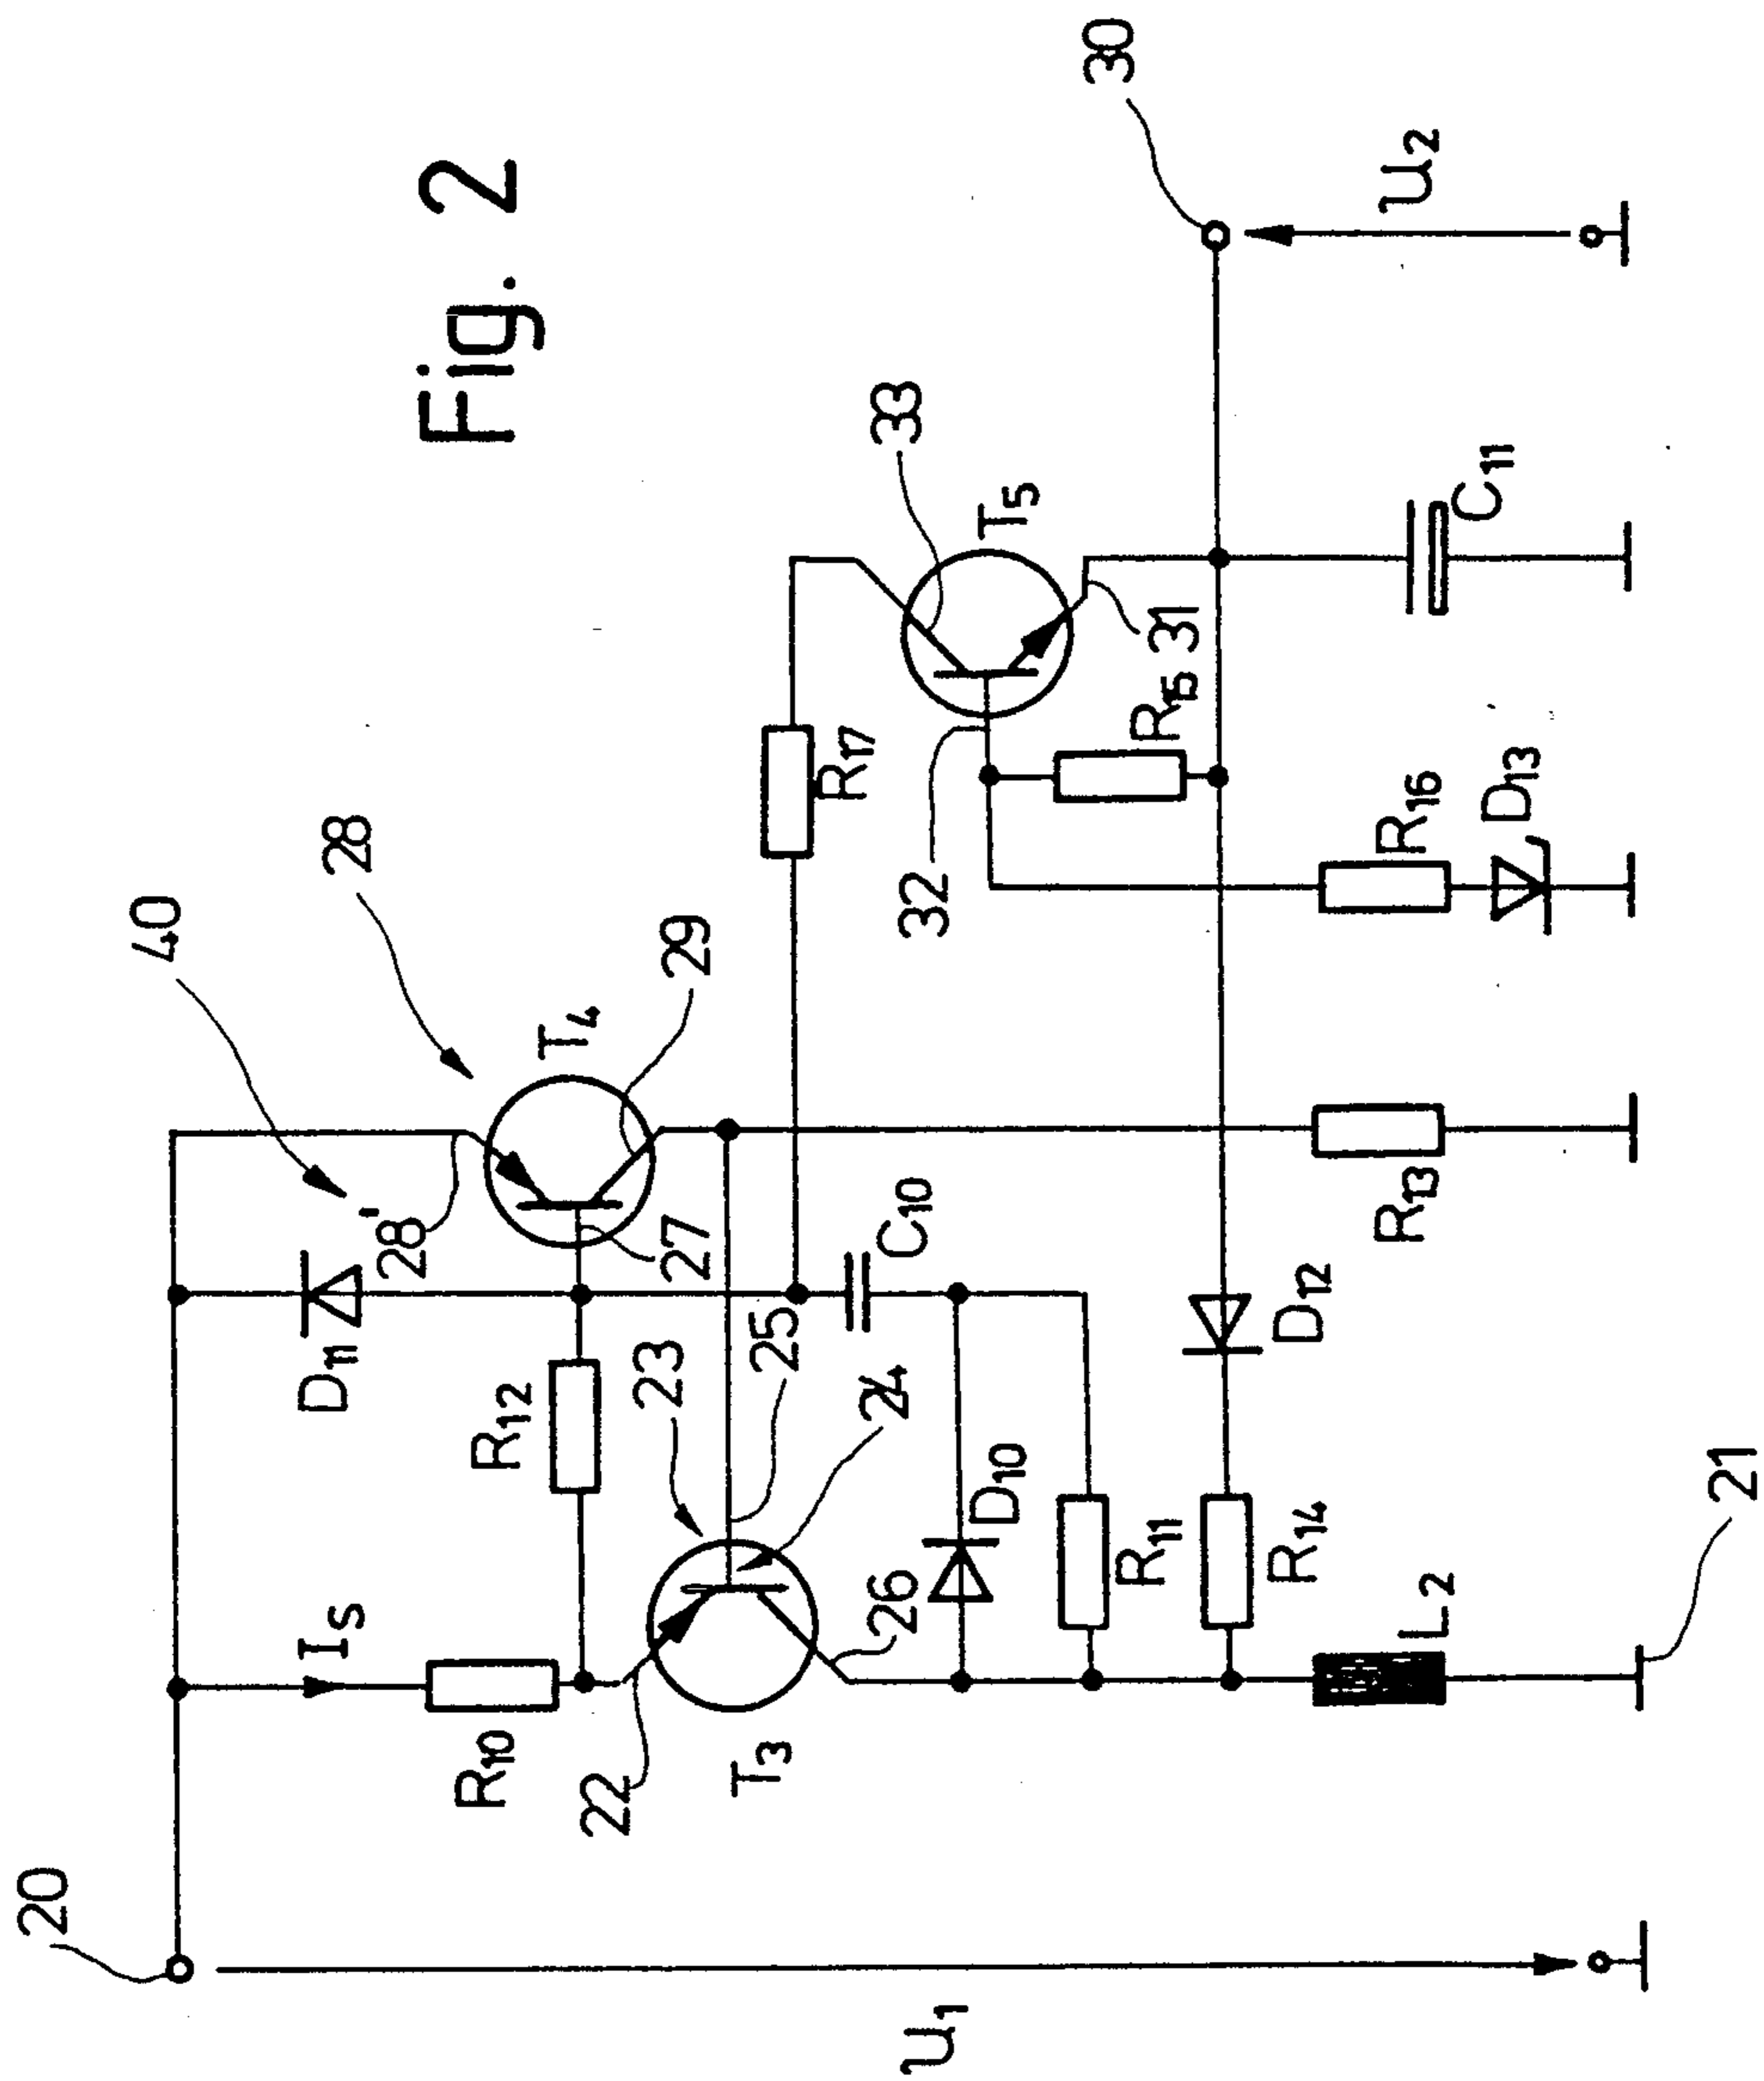 Fig. 2
20
U1
IS
R10
22
T3
23
24
25
26
R12
D11
40
28
28'
T4
27
29
C10
D10
R11
R14
L2
21
D12
R13
R17
33
T5
32
31
R15
R16
D13
C11
30
U2